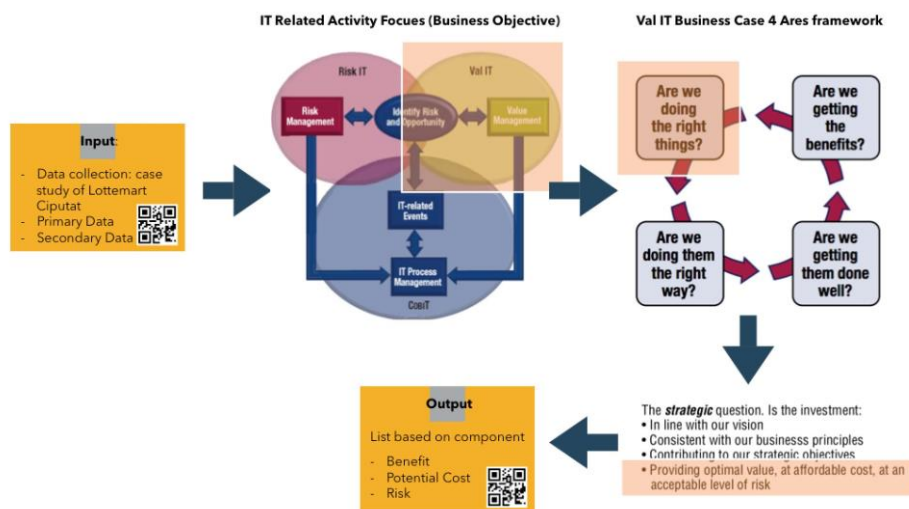 IT Related Activity Focues (Business Objective)
Val IT Business Case 4 Ares framework
Input:
- Data collection: case
study of Lottemart
Ciputat
- Primary Data
- Secondary Data
Risk IT
Val IT
Risk
Management
Identify Risk
and Opportunity
Value
Management
IT-related
Events
IT Process
Management
COBIT
Are we
doing
the right
things?
Are we
getting
the
benefits?
Are we
doing them
the right
way?
Are we
getting
them done
well?
The strategic question. Is the investment:
• In line with our vision
• Consistent with our businesss principles
• Contributing to our strategic objectives
• Providing optimal value, at affordable cost, at an
acceptable level of risk
Output
List based on component
- Benefit
- Potential Cost
- Risk